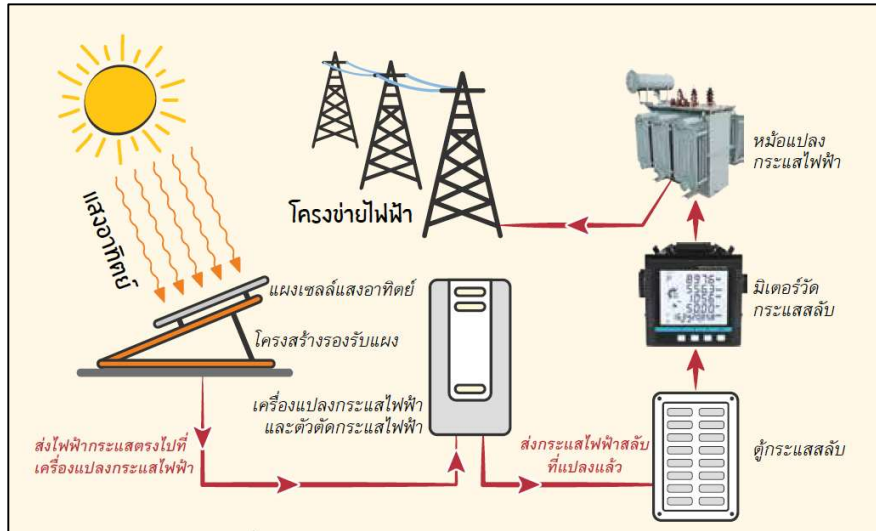 แสงอาทิตย์
โครงข่ายไฟฟ้า
หม้อแปลง
กระแสไฟฟ้า
แผงเซลล์แสงอาทิตย์
โครงสร้างรองรับแผง
มิเตอร์วัด
กระแสสลับ
เครื่องแปลงกระแสไฟฟ้า
และตัวตัดกระแสไฟฟ้า
ส่งไฟฟ้ากระแสตรงไปที่
เครื่องแปลงกระแสไฟฟ้า
ส่งกระแสไฟฟ้าสลับ
ที่แปลงแล้ว
ตู้กระแสสลับ